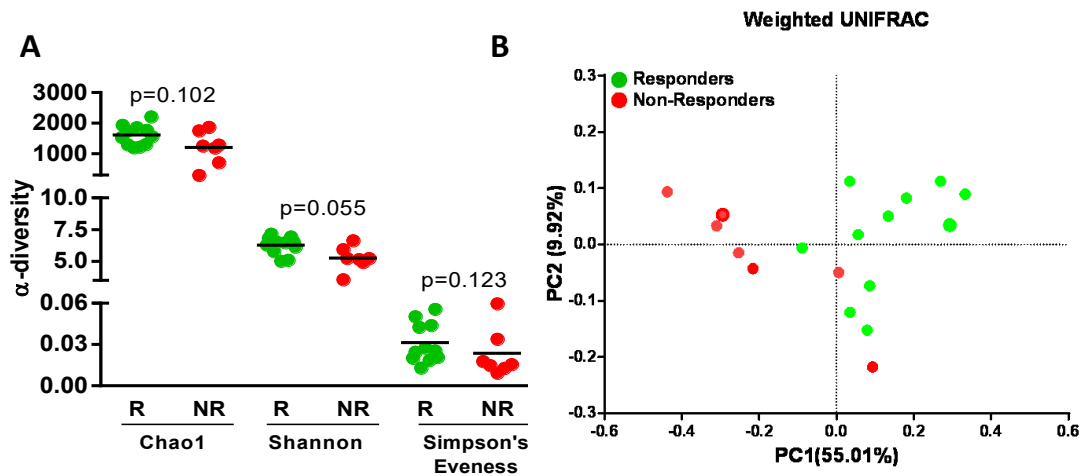 A
p=0.102
3000
2000
1000
p=0.055
10.0
7.5
5.0
p=0.123
0.06
0.03
0.00
α-diversity
R NR R NR R NR
Chao1 Shannon Simpson's
Eveness
B
Weighted UNIFRAC
Responders
Non-Responders
0.3
0.2
0.1
0.0
-0.1
-0.2
-0.3
PC2 (9.92%)
-0.6 -0.4 -0.2 0.0 0.2 0.4 0.6
PC1(55.01%)